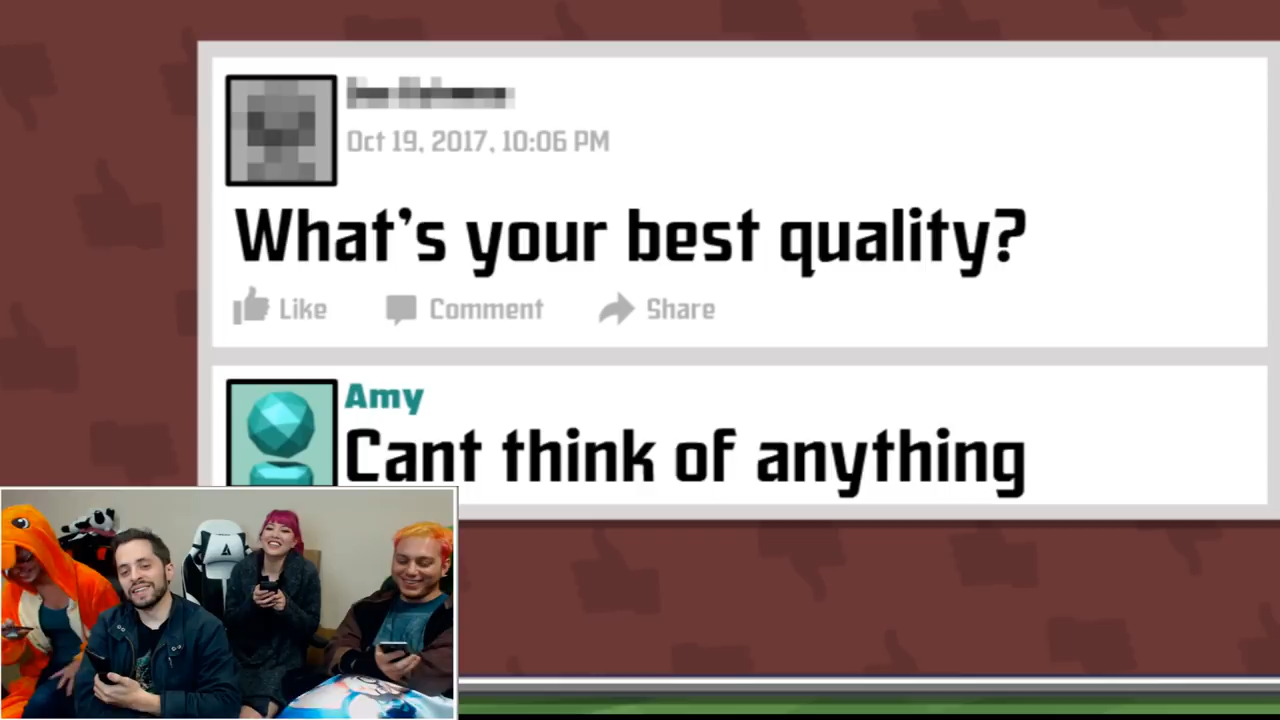 Oct 19, 2017, 10:06 PM
What's your best quality?
Like Comment Share
Amy
Cant think of anything